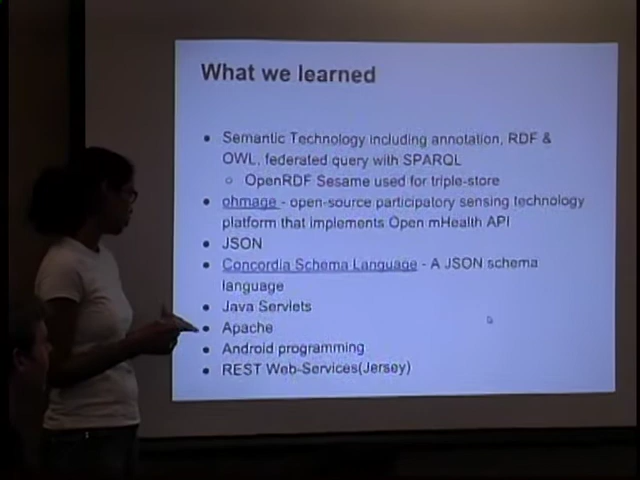 What we learned
• Semantic Technology including annotation, RDF &
OWL, federated query with SPARQL
○ OpenRDF Sesame used for triple-store
• ohmage - open-source participatory sensing technology
platform that implements Open mHealth API
• JSON
• Concordia Schema Language - A JSON schema
language
• Java Servlets
• Apache
• Android programming
• REST Web-Services(Jersey)